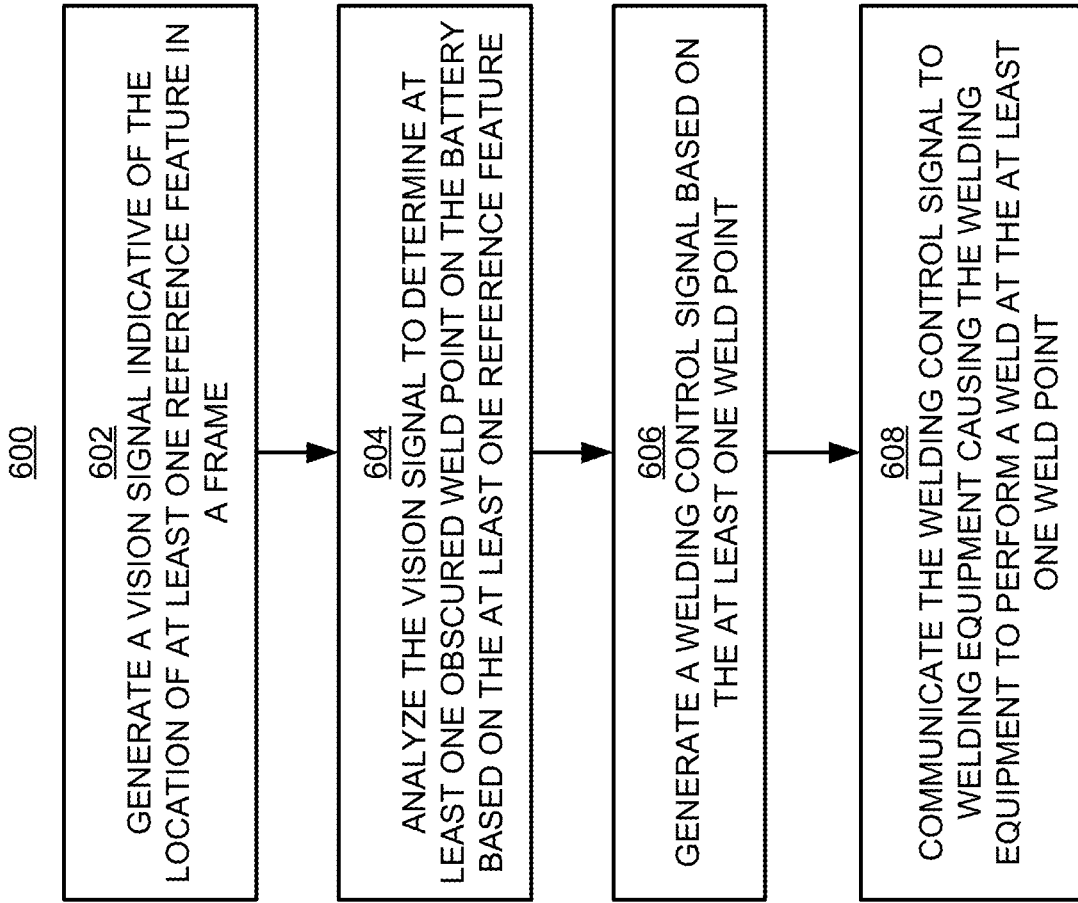 600
602
GENERATE A VISION SIGNAL INDICATIVE OF THE
LOCATION OF AT LEAST ONE REFERENCE FEATURE IN
A FRAME
604
ANALYZE THE VISION SIGNAL TO DETERMINE AT
LEAST ONE OBSCURED WELD POINT ON THE BATTERY
BASED ON THE AT LEAST ONE REFERENCE FEATURE
606
GENERATE A WELDING CONTROL SIGNAL BASED ON
THE AT LEAST ONE WELD POINT
608
COMMUNICATE THE WELDING CONTROL SIGNAL TO
WELDING EQUIPMENT CAUSING THE WELDING
EQUIPMENT TO PERFORM A WELD AT THE AT LEAST
ONE WELD POINT